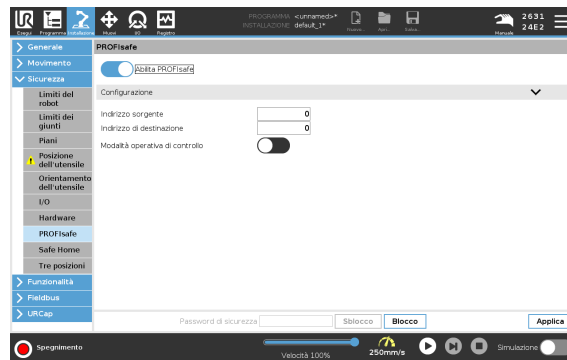 PROGRAMMA <unnamed>*
INSTALLAZIONE default_1*
Esegui Programma Installazione Muovi I/O Registro Nuovo... Apri... Salva... Manuale
2631
24E2
Generale
Movimento
Sicurezza
Limiti del
robot
Limiti dei
giunti
Piani
Posizione
dell'utensile
Orientamento
dell'utensile
I/O
Hardware
PROFIsafe
Safe Home
Tre posizioni
Funzionalità
Fieldbus
URCap
PROFIsafe
Abilita PROFIsafe
Configurazione
Indirizzo sorgente 0
Indirizzo di destinazione 0
Modalità operativa di controllo
Password di sicurezza Sblocco Blocco Applica
Spegnimento
Velocità 100%
250mm/s
Simulazione